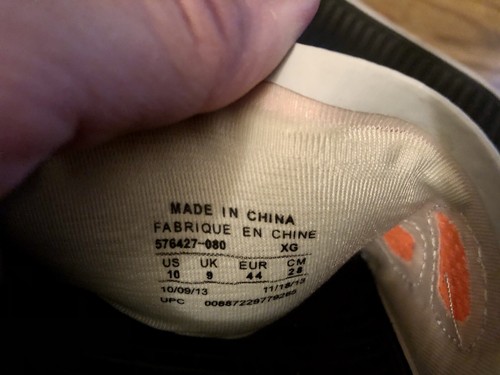 MADE IN CHINA
FABRIQUE EN CHINE
576427-080 XG
US UK EUR CM
10 9 44 28
10/09/13 11/18/13
UPC